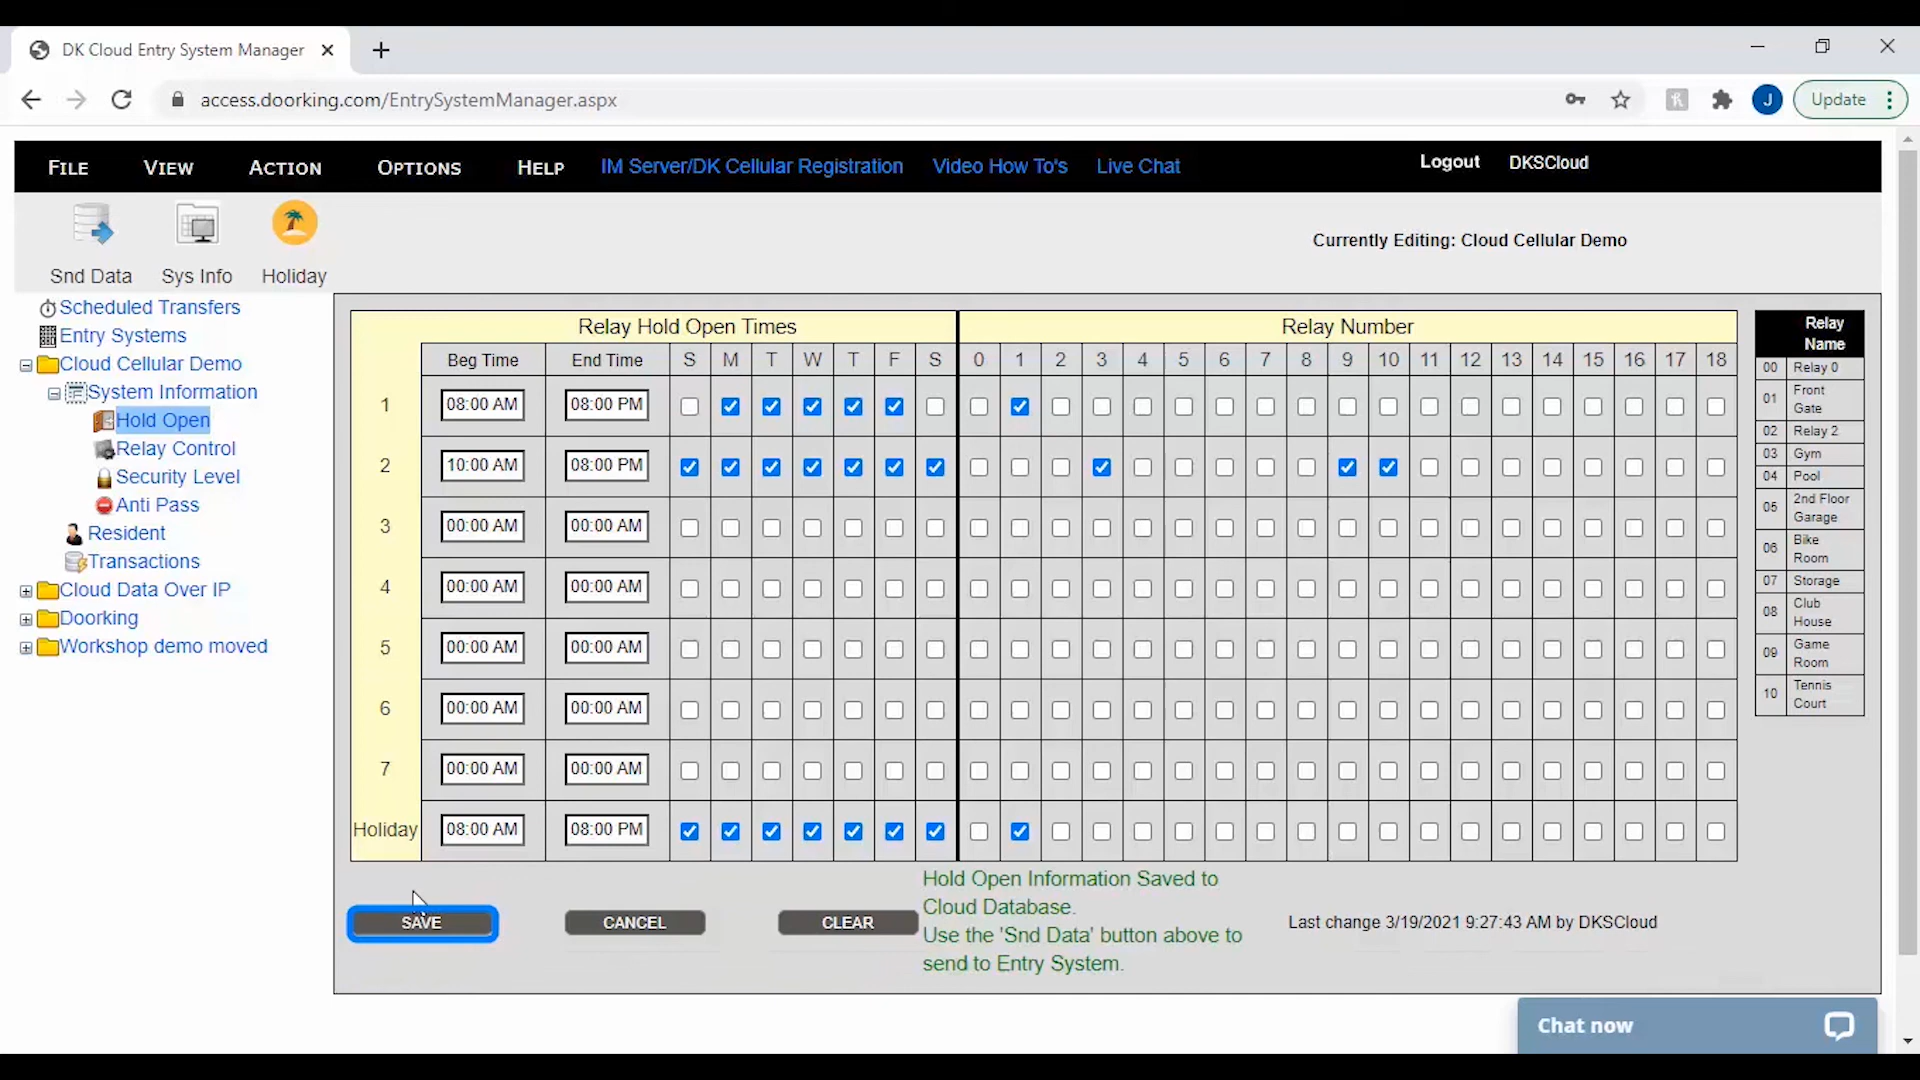 DK Cloud Entry System Manager
access.doorking.com/EntrySystemManager.aspx
J
Update
FILE VIEW ACTION OPTIONS HELP IM Server/DK Cellular Registration Video How To's Live Chat Logout DKSCloud
Snd Data Sys Info Holiday
Currently Editing: Cloud Cellular Demo
Scheduled Transfers
Entry Systems
Cloud Cellular Demo
System Information
Hold Open
Relay Control
Security Level
Anti Pass
Resident
Transactions
Cloud Data Over IP
Doorking
Workshop demo moved
Relay Hold Open Times Relay Number
Beg Time End Time S M T W T F S 0 1 2 3 4 5 6 7 8 9 10 11 12 13 14 15 16 17 18
1 08:00 AM 08:00 PM
2 10:00 AM 08:00 PM
3 00:00 AM 00:00 AM
4 00:00 AM 00:00 AM
5 00:00 AM 00:00 AM
6 00:00 AM 00:00 AM
7 00:00 AM 00:00 AM
Holiday 08:00 AM 08:00 PM
Relay
Name
00 Relay 0
01 Front
Gate
02 Relay 2
03 Gym
04 Pool
05 2nd Floor
Garage
06 Bike
Room
07 Storage
08 Club
House
09 Game
Room
10 Tennis
Court
SAVE CANCEL CLEAR
Hold Open Information Saved to
Cloud Database.
Use the 'Snd Data' button above to
send to Entry System.
Last change 3/19/2021 9:27:43 AM by DKSCloud
Chat now